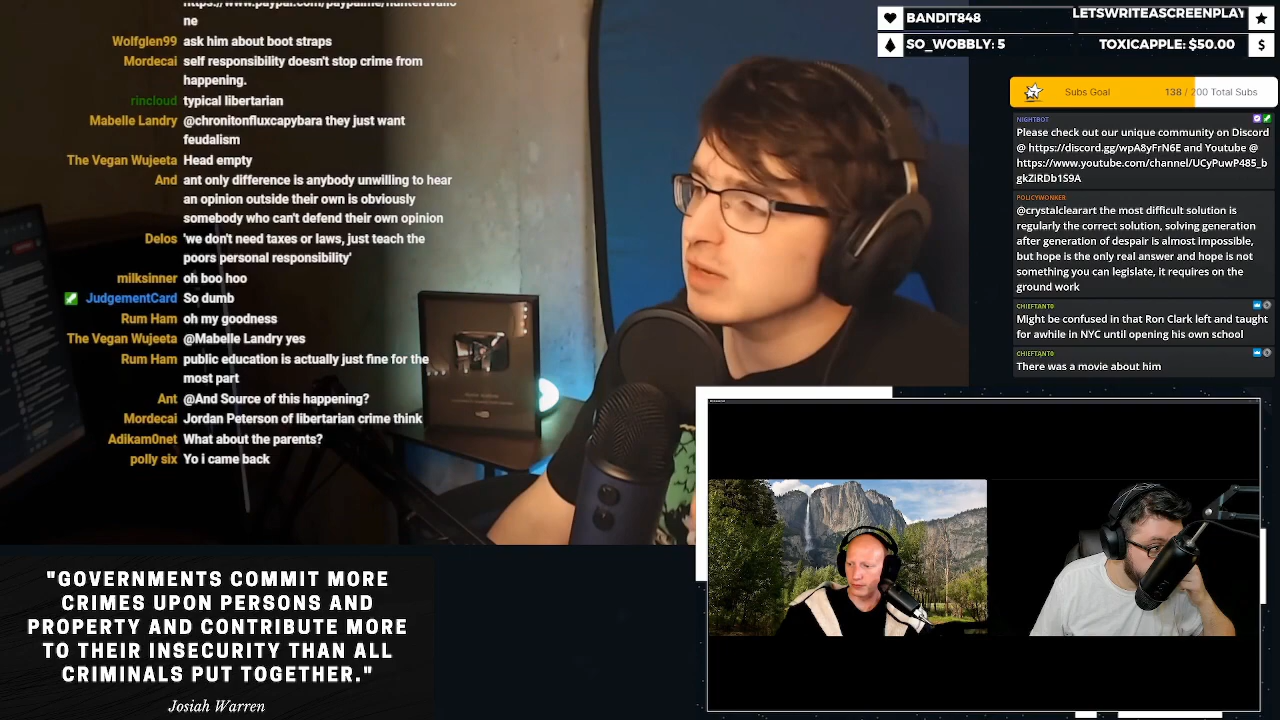 https://www.paypal.com/paypalme/hunteravallo
ne
Wolfglen99 ask him about boot straps
Mordecai self responsibility doesn't stop crime from
happening.
rincloud typical libertarian
Mabelle Landry @chronitonfluxcapybara they just want
feudalism
The Vegan Wujeeta Head empty
And ant only difference is anybody unwilling to hear
an opinion outside their own is obviously
somebody who can't defend their own opinion
Delos 'we don't need taxes or laws, just teach the
poors personal responsibility'
milksinner oh boo hoo
JudgementCard So dumb
Rum Ham oh my goodness
The Vegan Wujeeta @Mabelle Landry yes
Rum Ham public education is actually just fine for the
most part
Ant @And Source of this happening?
Mordecai Jordan Peterson of libertarian crime think
Adikam0net What about the parents?
polly six Yo i came back
"GOVERNMENTS COMMIT MORE
CRIMES UPON PERSONS AND
PROPERTY AND CONTRIBUTE MORE
TO THEIR INSECURITY THAN ALL
CRIMINALS PUT TOGETHER."
Josiah Warren
BANDIT848
LETSWRITEASCREENPLAY
SO_WOBBLY: 5
TOXICAPPLE: $50.00
$
Subs Goal 138 / 200 Total Subs
NIGHTBOT
Please check out our unique community on Discord
@ https://discord.gg/wpA8yFrN6E and Youtube @
https://www.youtube.com/channel/UCyPuwP485_b
gkZiRDb1S9A
POLICYWONKER
@crystalclearart the most difficult solution is
regularly the correct solution, solving generation
after generation of despair is almost impossible,
but hope is the only real answer and hope is not
something you can legislate, it requires on the
ground work
CHIEFTANT0
Might be confused in that Ron Clark left and taught
for awhile in NYC until opening his own school
CHIEFTANT0
There was a movie about him